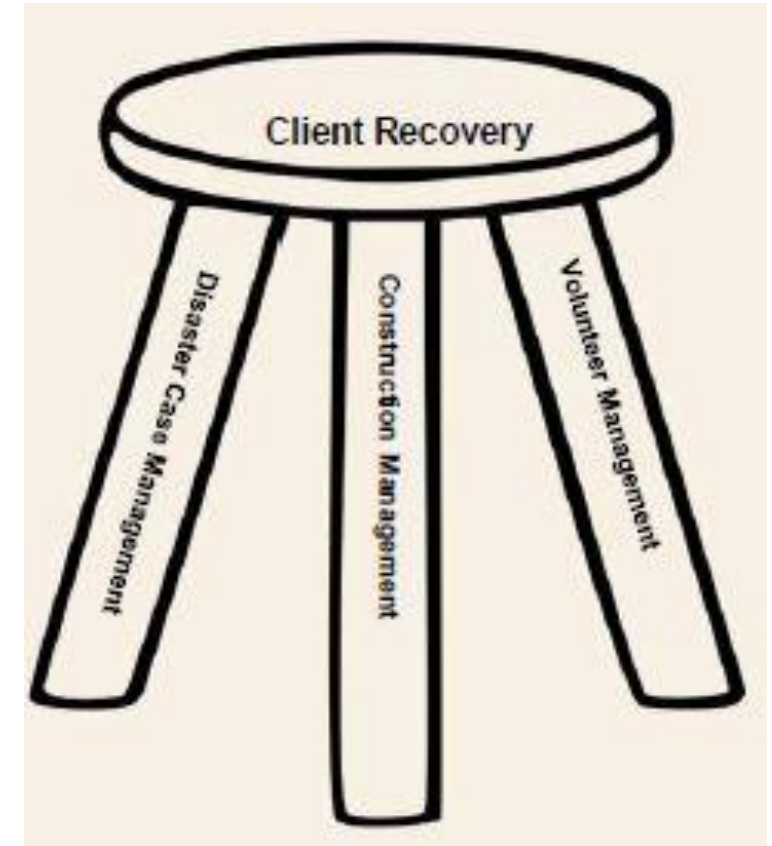 Client Recovery
Disaster Case Management
Construction Management
Volunteer Management